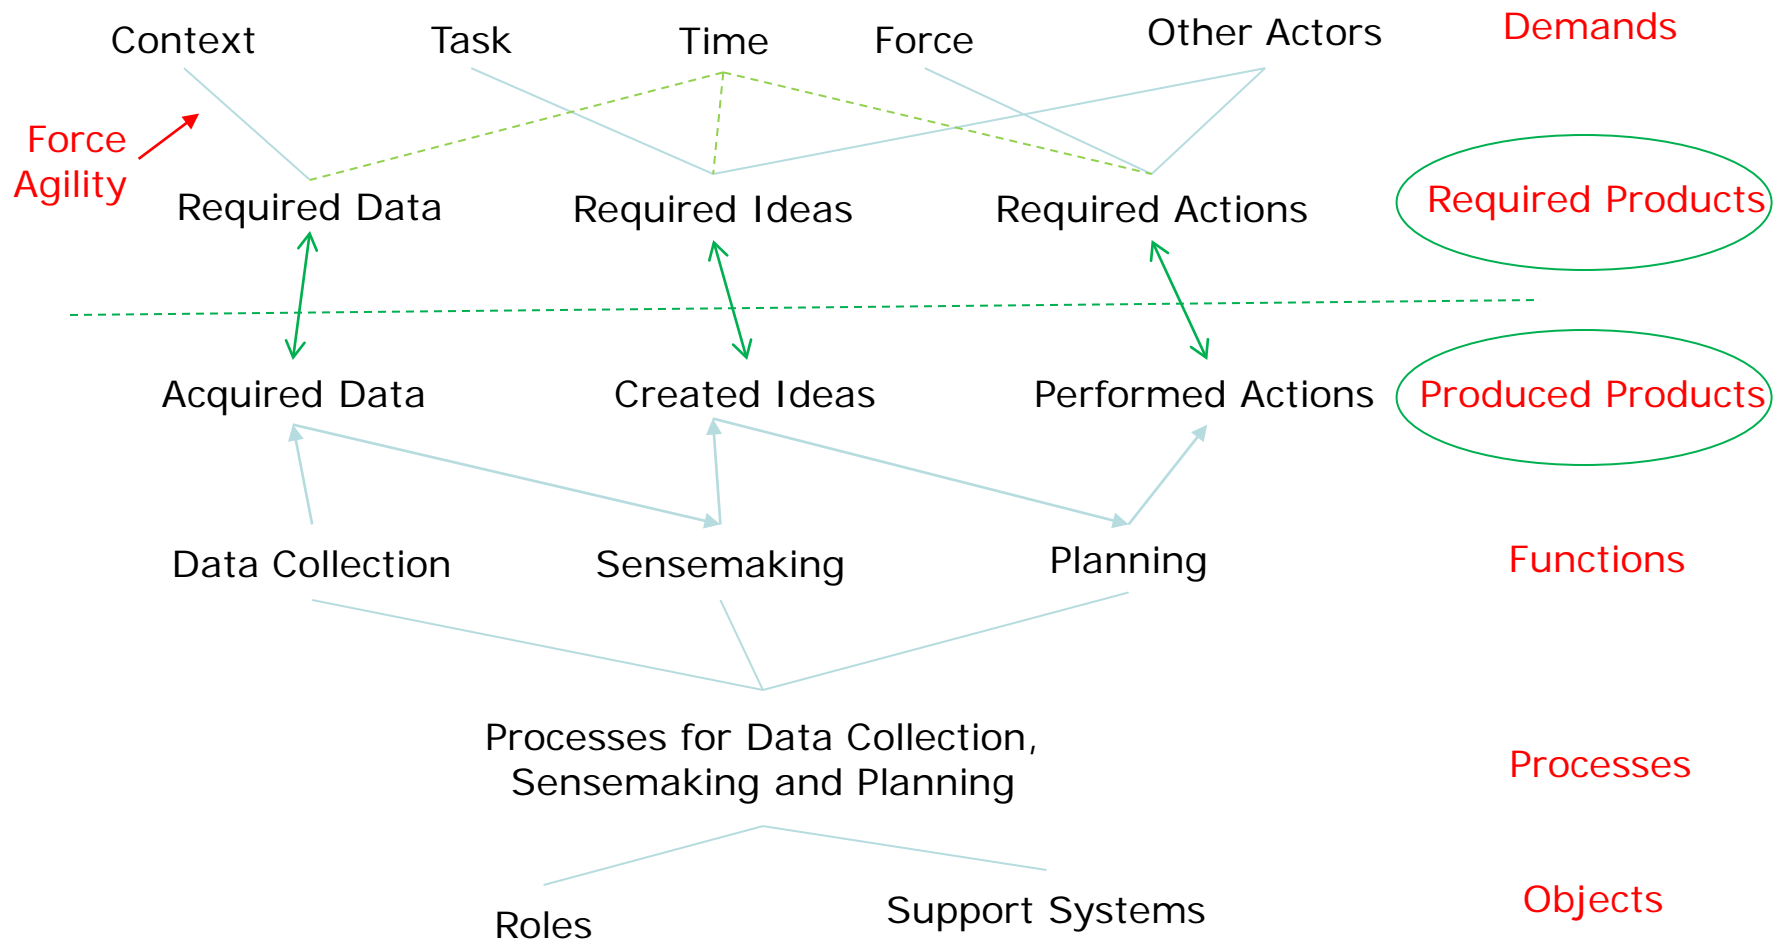 Context Task Time Force Other Actors Demands
Force
Agility
Required Data Required Ideas Required Actions Required Products
Acquired Data Created Ideas Performed Actions Produced Products
Data Collection Sensemaking Planning Functions
Processes for Data Collection,
Sensemaking and Planning
Processes
Roles Support Systems Objects